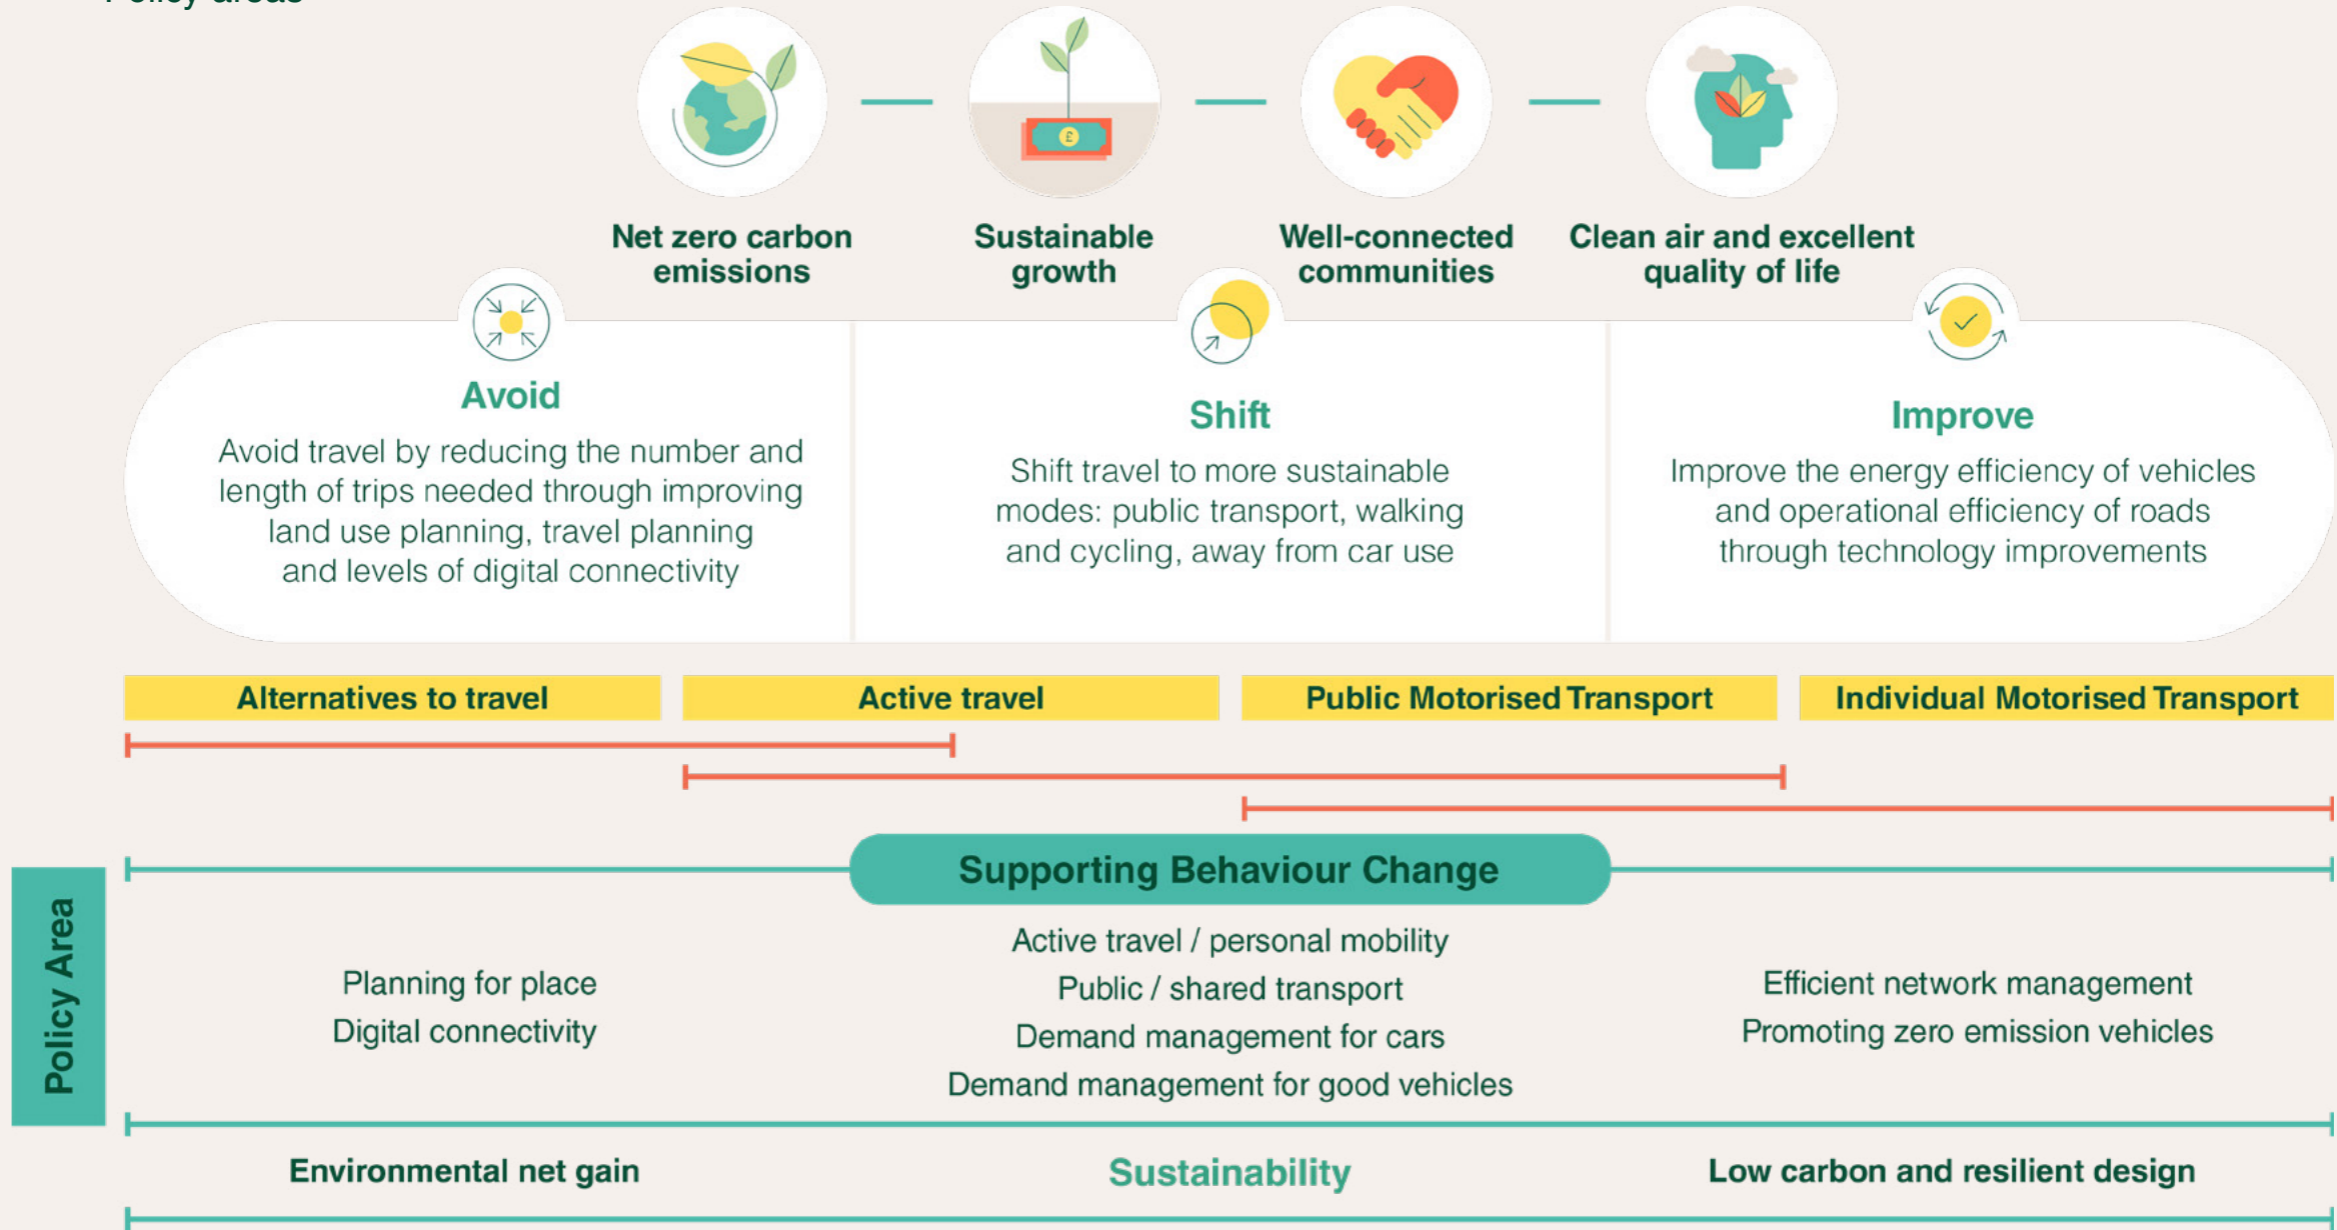 Policy areas
£
Net zero carbon
emissions
Sustainable
growth
Well-connected
communities
Clean air and excellent
quality of life
Avoid
Avoid travel by reducing the number and
length of trips needed through improving
land use planning, travel planning
and levels of digital connectivity
Shift
Shift travel to more sustainable
modes: public transport, walking
and cycling, away from car use
Improve
Improve the energy efficiency of vehicles
and operational efficiency of roads
through technology improvements
Alternatives to travel
Active travel
Public Motorised Transport
Individual Motorised Transport
Supporting Behaviour Change
Policy Area
Planning for place
Digital connectivity
Active travel / personal mobility
Public / shared transport
Demand management for cars
Demand management for good vehicles
Efficient network management
Promoting zero emission vehicles
Environmental net gain
Sustainability
Low carbon and resilient design